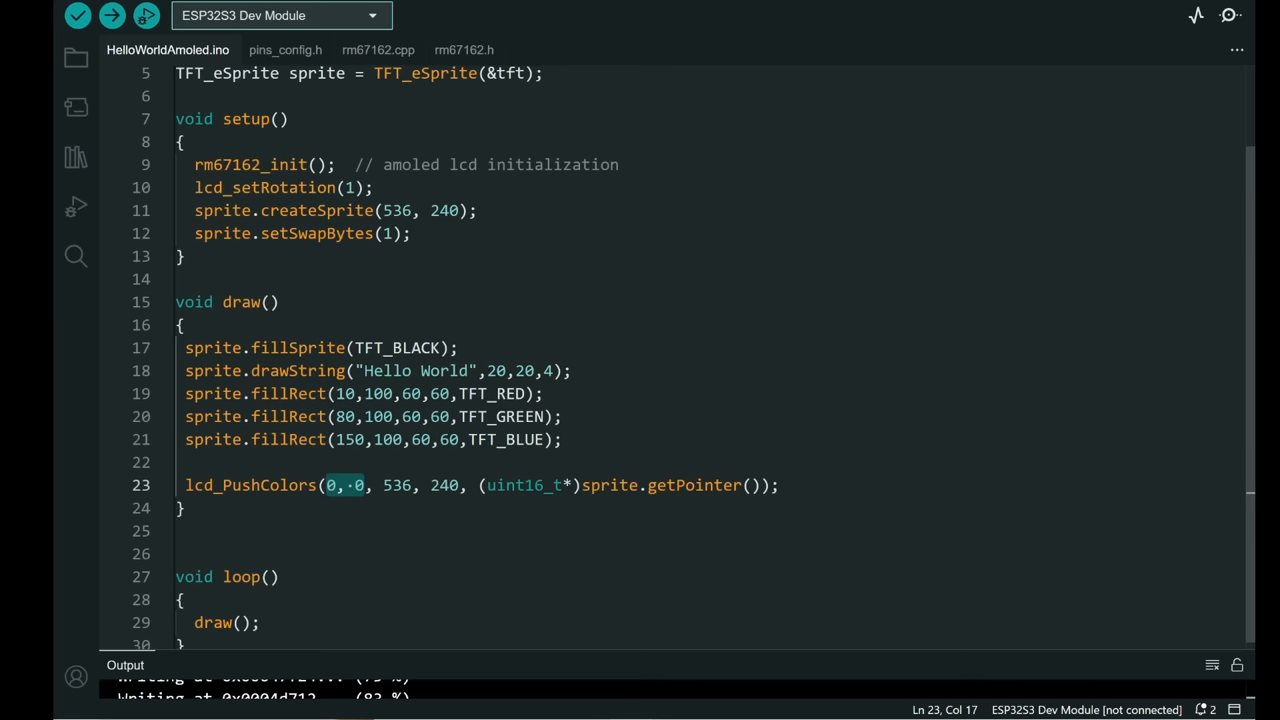 ESP32S3 Dev Module
HelloWorldAmoled.ino pins_config.h rm67162.cpp rm67162.h ...
5 TFT_eSprite sprite = TFT_eSprite(&tft);
6
7 void setup()
8 {
9 rm67162_init(); // amoled lcd initialization
10 lcd_setRotation(1);
11 sprite.createSprite(536, 240);
12 sprite.setSwapBytes(1);
13 }
14
15 void draw()
16 {
17 sprite.fillSprite(TFT_BLACK);
18 sprite.drawString("Hello World",20,20,4);
19 sprite.fillRect(10,100,60,60,TFT_RED);
20 sprite.fillRect(80,100,60,60,TFT_GREEN);
21 sprite.fillRect(150,100,60,60,TFT_BLUE);
22
23 lcd_PushColors(0,·0, 536, 240, (uint16_t*)sprite.getPointer());
24 }
25
26
27 void loop()
28 {
29 draw();
30 }
Output
Writing at 0x0004d712... (83 %)
Ln 23, Col 17 ESP32S3 Dev Module [not connected] 2